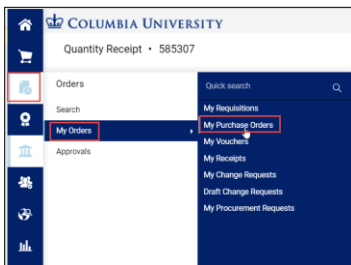 COLUMBIA UNIVERSITY
Quantity Receipt • 585307
Orders
Search
My Orders
Approvals
Quick search
My Requisitions
My Purchase Orders
My Vouchers
My Receipts
My Change Requests
Draft Change Requests
My Procurement Requests